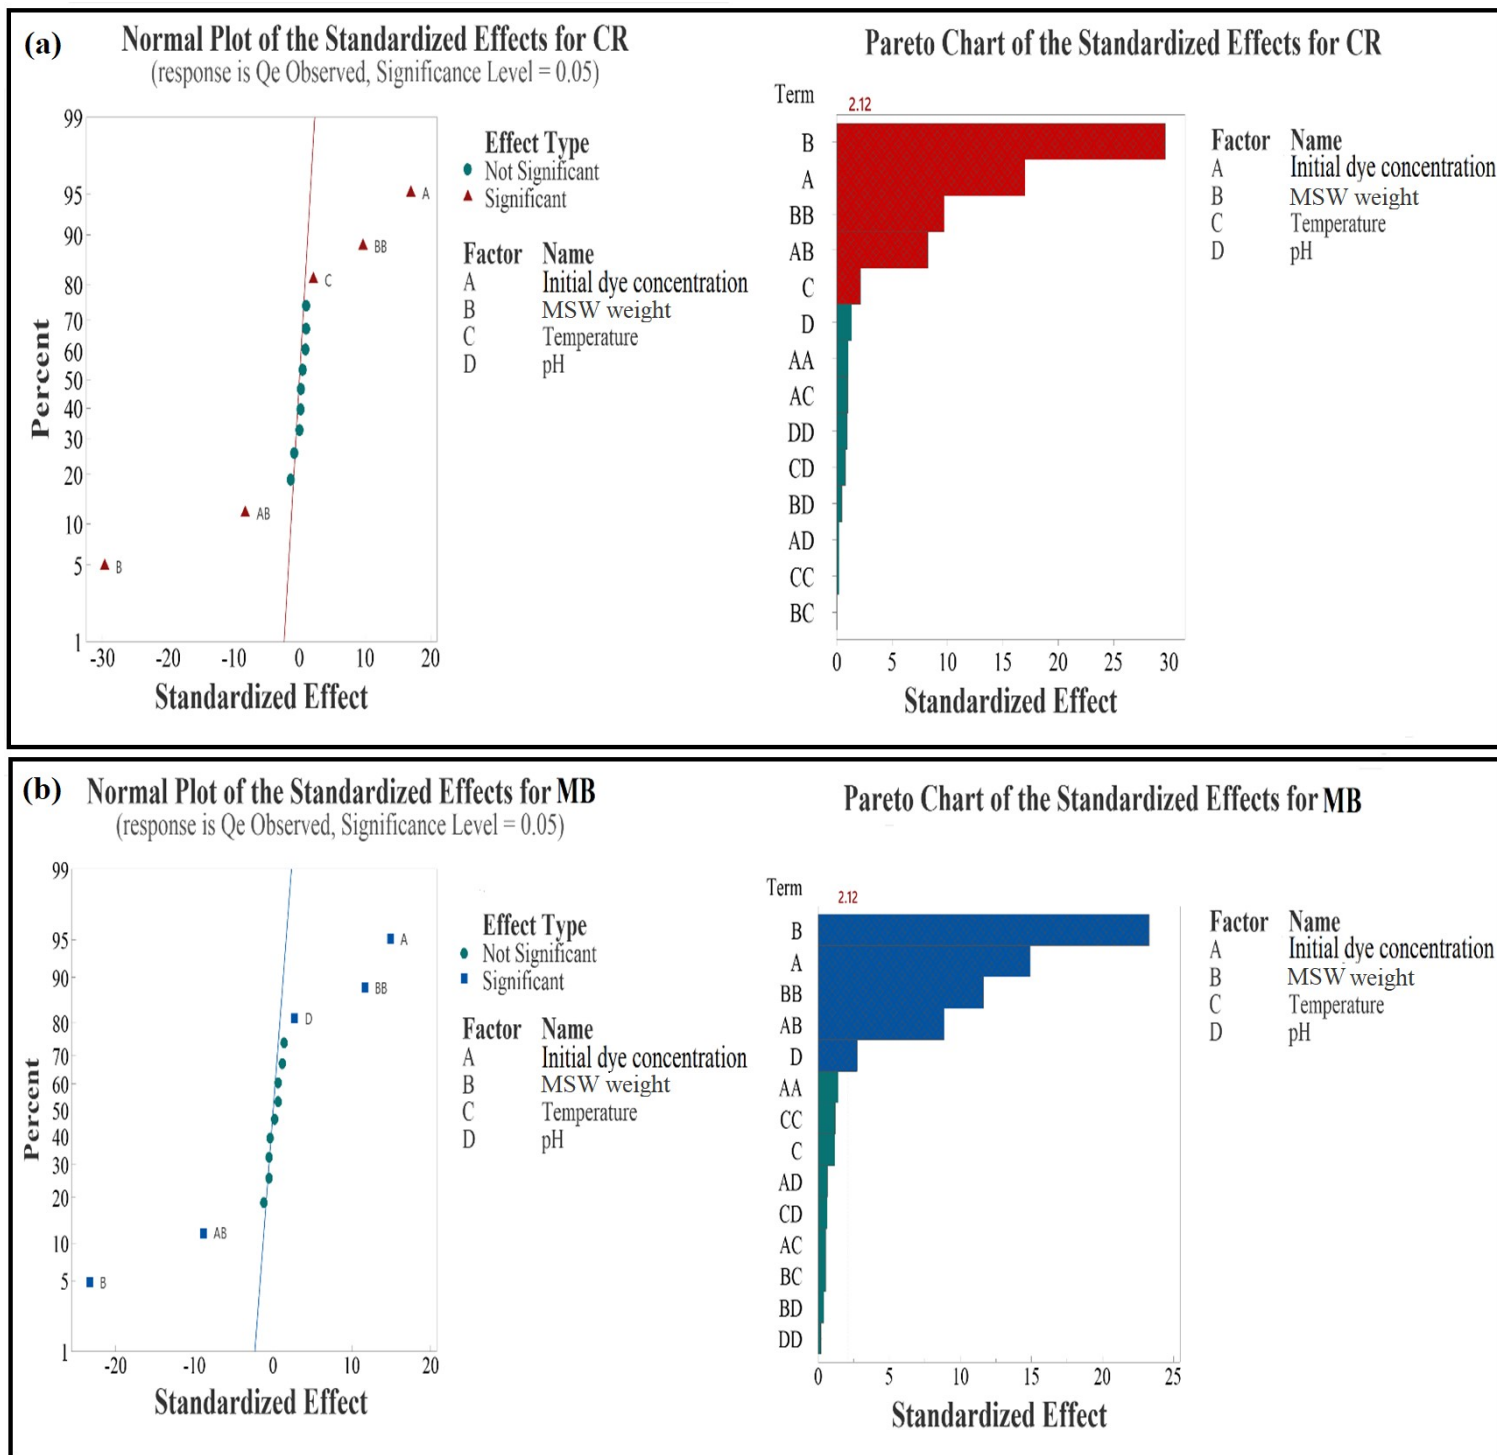 (a)
Normal Plot of the Standardized Effects for CR
(response is Qe Observed, Significance Level = 0.05)
99
95
90
80
70
60
50
40
30
20
10
5
1
Percent
A
BB
C
AB
B
-30 -20 -10 0 10 20
Standardized Effect
Effect Type
Not Significant
Significant
Factor Name
A Initial dye concentration
B MSW weight
C Temperature
D pH
Pareto Chart of the Standardized Effects for CR
Term
2.12
B
A
BB
AB
C
D
AA
AC
DD
CD
BD
AD
CC
BC
0 5 10 15 20 25 30
Standardized Effect
Factor Name
A Initial dye concentration
B MSW weight
C Temperature
D pH
(b)
Normal Plot of the Standardized Effects for MB
(response is Qe Observed, Significance Level = 0.05)
99
95
90
80
70
60
50
40
30
20
10
5
1
Percent
A
BB
D
AB
B
-20 -10 0 10 20
Standardized Effect
Effect Type
Not Significant
Significant
Factor Name
A Initial dye concentration
B MSW weight
C Temperature
D pH
Pareto Chart of the Standardized Effects for MB
Term
2.12
B
A
BB
AB
D
AA
CC
C
AD
CD
AC
BC
BD
DD
0 5 10 15 20 25
Standardized Effect
Factor Name
A Initial dye concentration
B MSW weight
C Temperature
D pH